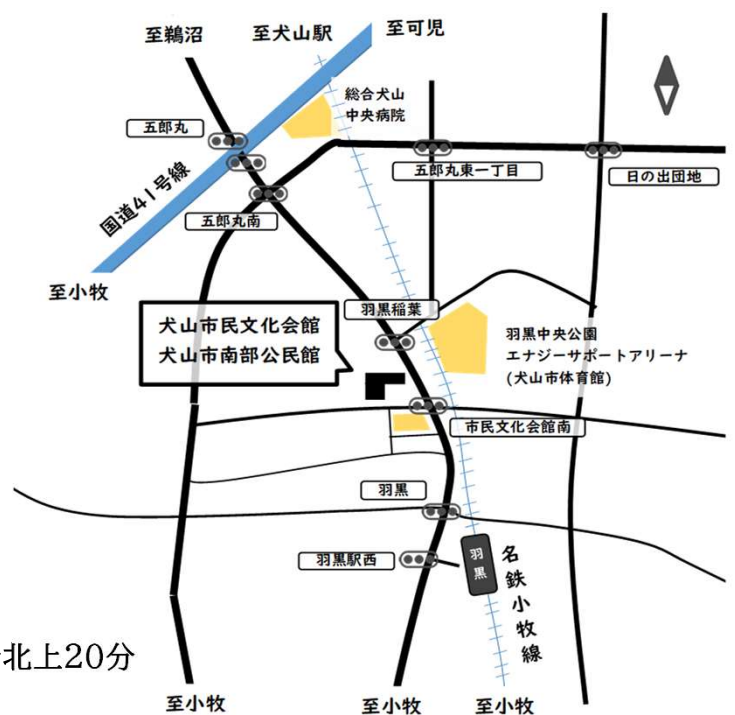 至鵜沼
至犬山駅
至可児
総合犬山
中央病院
五郎丸
五郎丸東一丁目
日の出団地
国道41号線
五郎丸南
至小牧
羽黒稲葉
犬山市民文化会館
犬山市南部公民館
羽黒中央公園
エナジーサポートアリーナ
(犬山市体育館)
市民文化会館南
羽黒
羽黒駅西
羽黒
名鉄小牧線
北上20分
至小牧
至小牧
至小牧